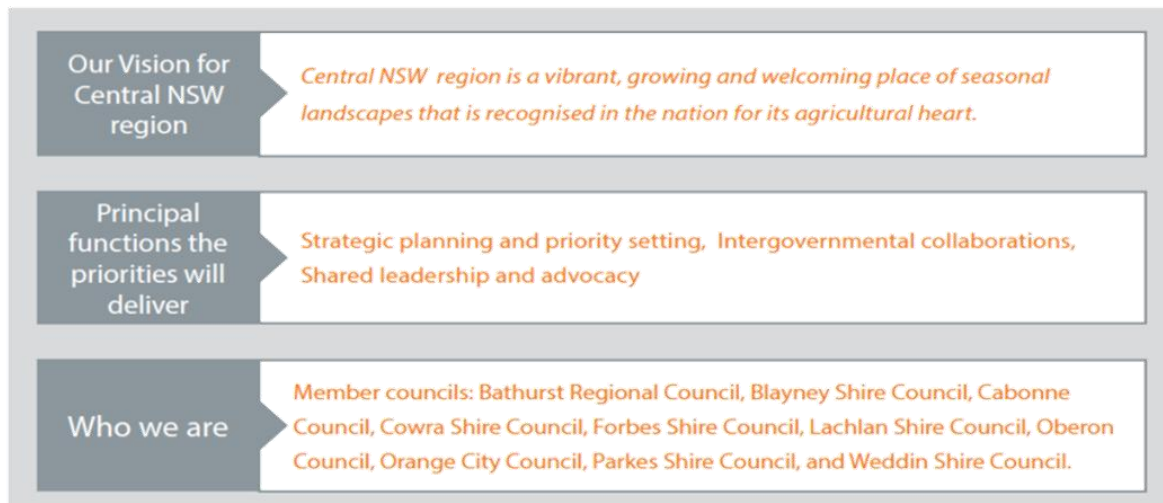 Our Vision for
Central NSW
region
Central NSW region is a vibrant, growing and welcoming place of seasonal
landscapes that is recognised in the nation for its agricultural heart.
Principal
functions the
priorities will
deliver
Strategic planning and priority setting, Intergovernmental collaborations,
Shared leadership and advocacy
Who we are
Member councils: Bathurst Regional Council, Blayney Shire Council, Cabonne
Council, Cowra Shire Council, Forbes Shire Council, Lachlan Shire Council, Oberon
Council, Orange City Council, Parkes Shire Council, and Weddin Shire Council.